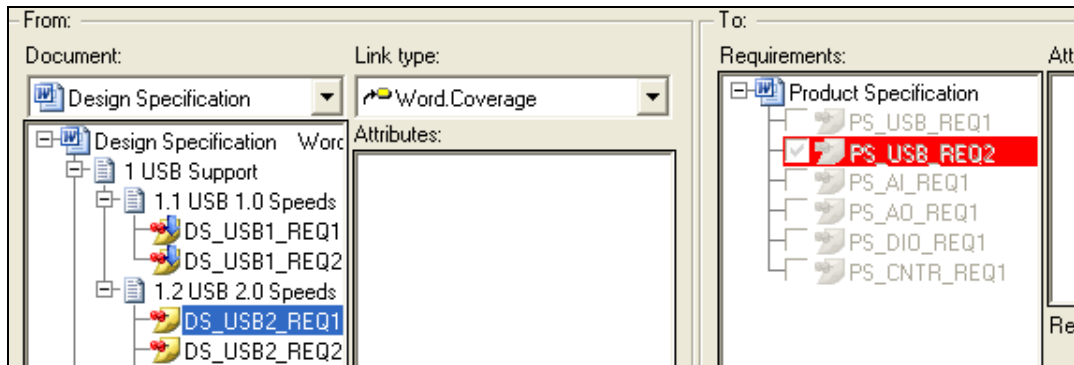 From:
Document:
Link type:
Design Specification
Word.Coverage
Attributes:
Design Specification Word
1 USB Support
1.1 USB 1.0 Speeds
DS_USB1_REQ1
DS_USB1_REQ2
1.2 USB 2.0 Speeds
DS_USB2_REQ1
DS_USB2_REQ2
To:
Requirements:
Att
Product Specification
PS_USB_REQ1
PS_USB_REQ2
PS_AI_REQ1
PS_AO_REQ1
PS_DIO_REQ1
PS_CNTR_REQ1
Re